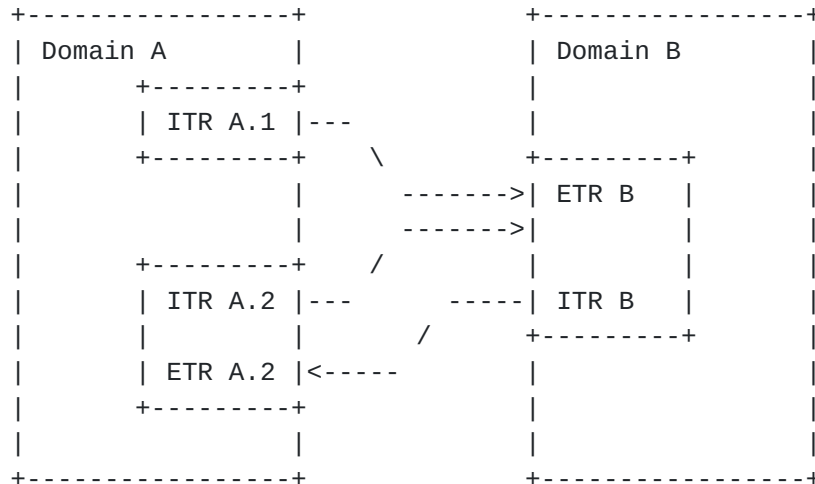 Domain A Domain B
ITR A.1
ETR B
ITR A.2 ITR B
ETR A.2